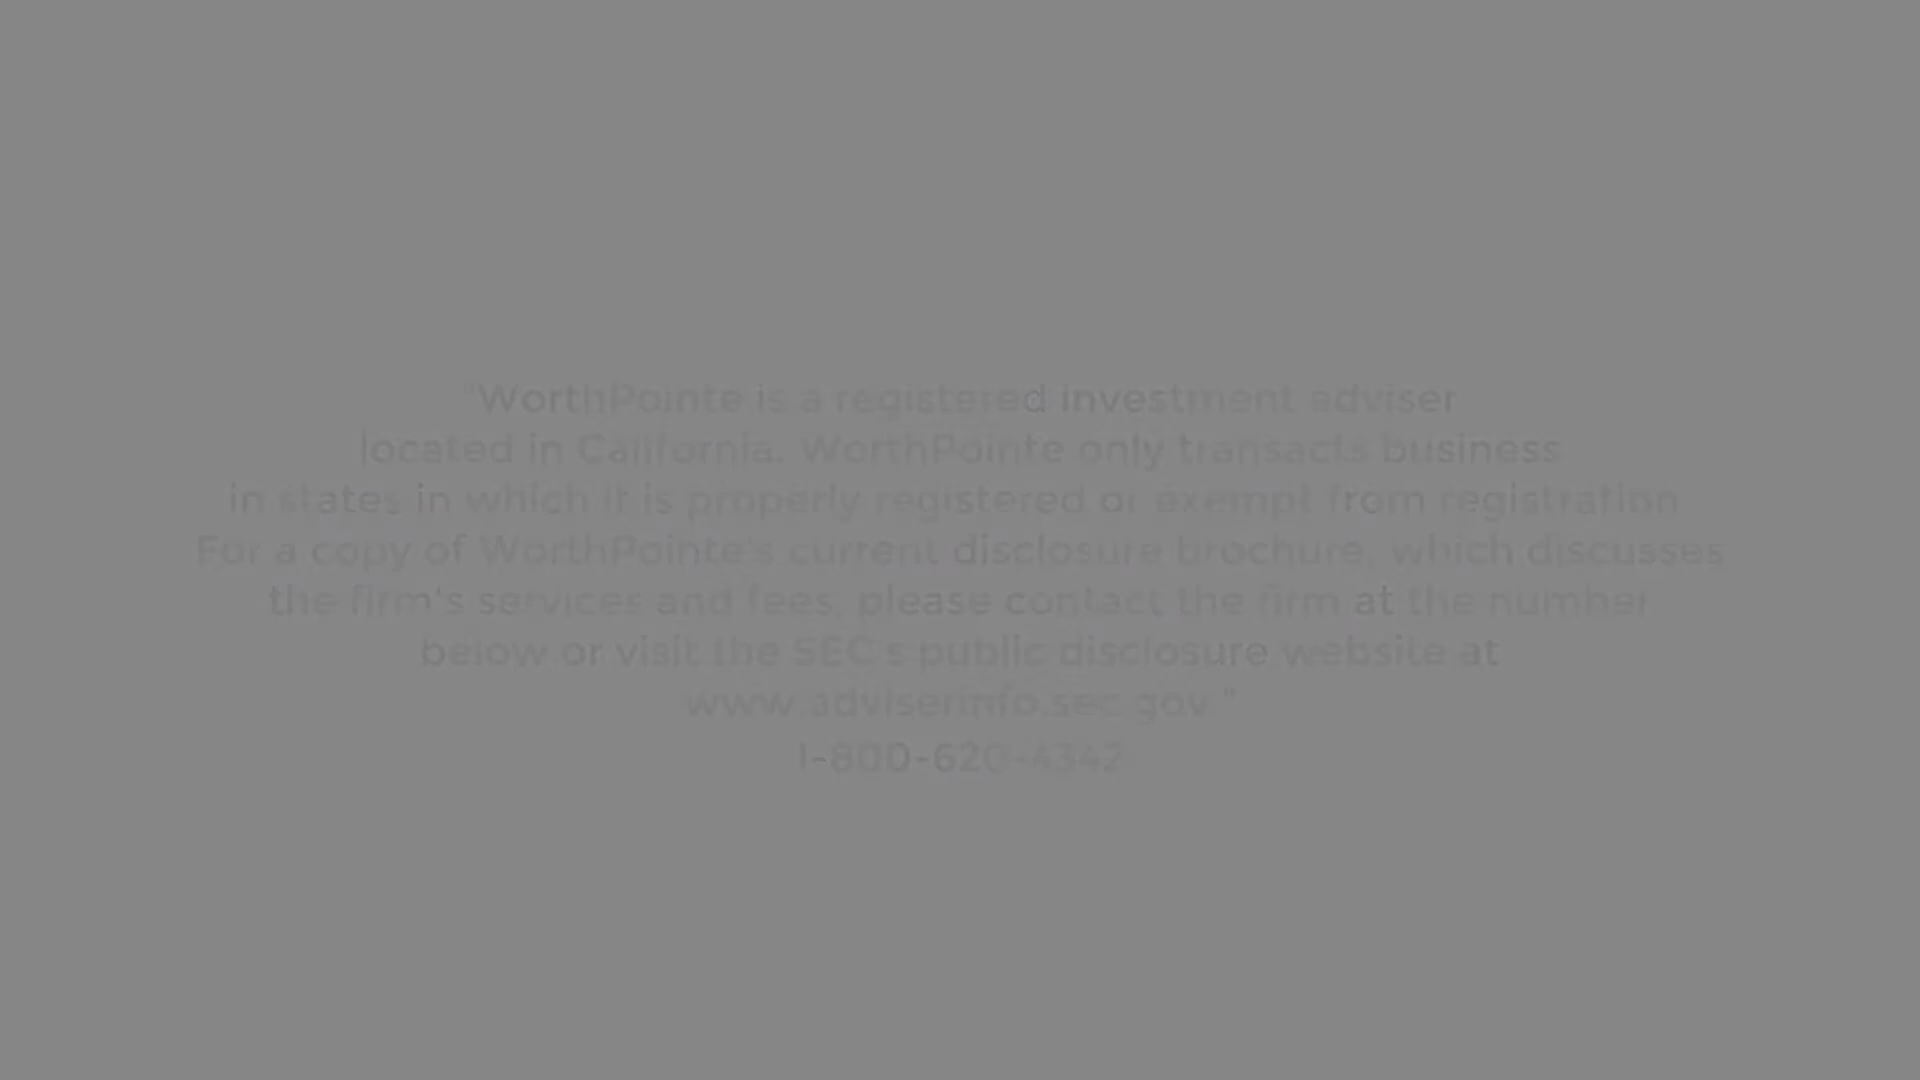 "WorthPointe is a registered investment adviser
located in California. WorthPointe only transacts business
in states in which it is properly registered or exempt from registration
For a copy of WorthPointe's current disclosure brochure, which discusses
the firm's services and fees, please contact the firm at the number
below or visit the SEC's public disclosure website at
www.adviserinfo.sec.gov."
1-800-620-4342